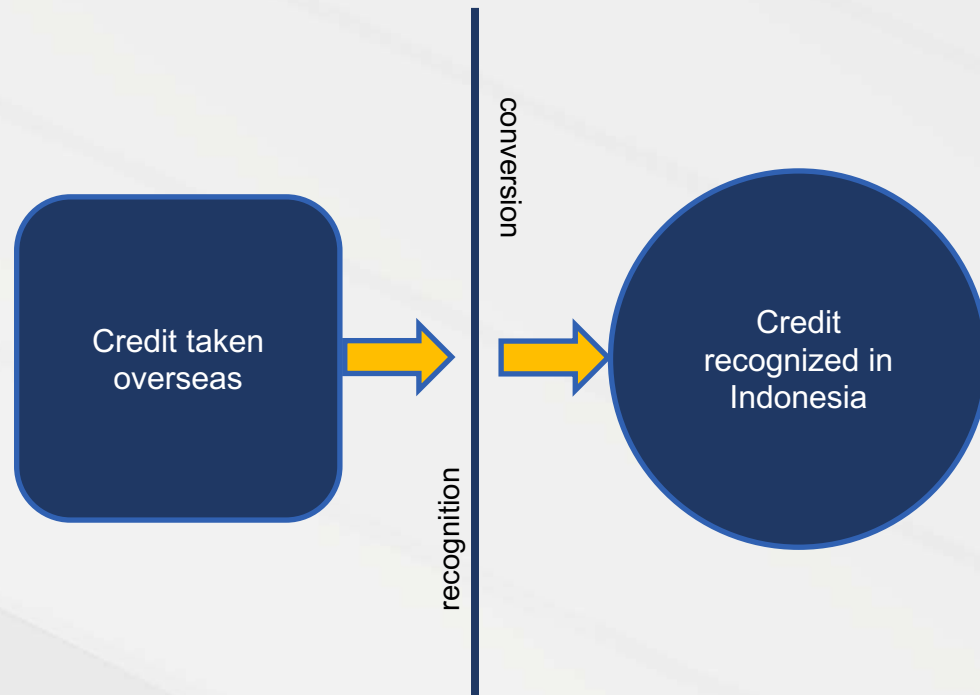 Credit taken
overseas
recognition
conversion
Credit
recognized in
Indonesia